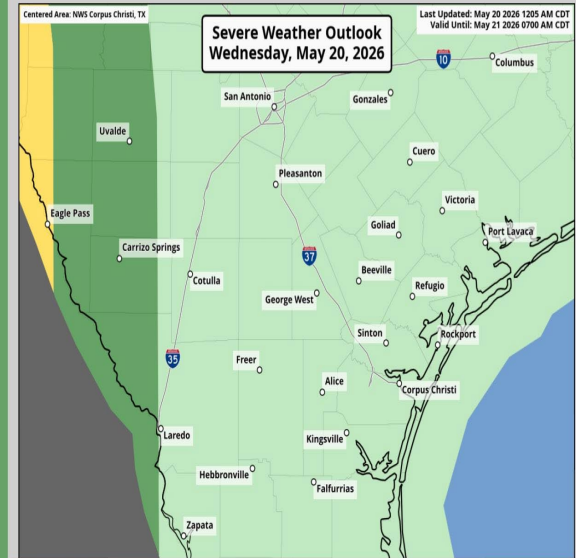 Centered Area: NWS Corpus Christi, TX
Severe Weather Outlook
Wednesday, May 20, 2026
Last Updated: May 20 2026 1205 AM CDT
Valid Until: May 21 2026 0700 AM CDT
10
Columbus
San Antonio
Gonzales
Uvalde
Cuero
Pleasanton
Victoria
Eagle Pass
Goliad
Port Lavaca
Carrizo Springs
37
Cotulla
Beeville
Refugio
George West
Sinton
Rockport
35
Freer
Alice
Corpus Christi
Laredo
Kingsville
Hebbronville
Falfurrias
Zapata